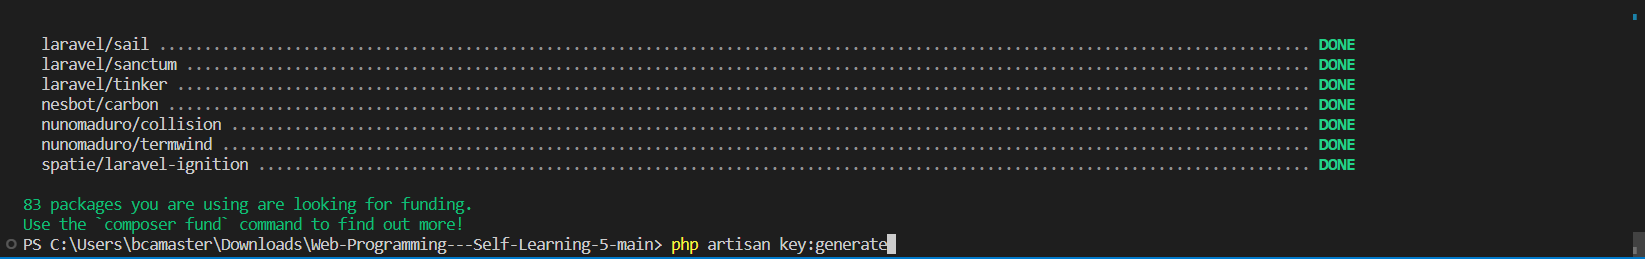 laravel/sail ................................................................................................................................ DONE
laravel/sanctum ............................................................................................................................. DONE
laravel/tinker .............................................................................................................................. DONE
nesbot/carbon ............................................................................................................................... DONE
nunomaduro/collision ........................................................................................................................ DONE
nunomaduro/termwind ......................................................................................................................... DONE
spatie/laravel-ignition ..................................................................................................................... DONE
83 packages you are using are looking for funding.
Use the `composer fund` command to find out more!
PS C:\Users\bcamaster\Downloads\Web-Programming---Self-Learning-5-main> php artisan key:generate